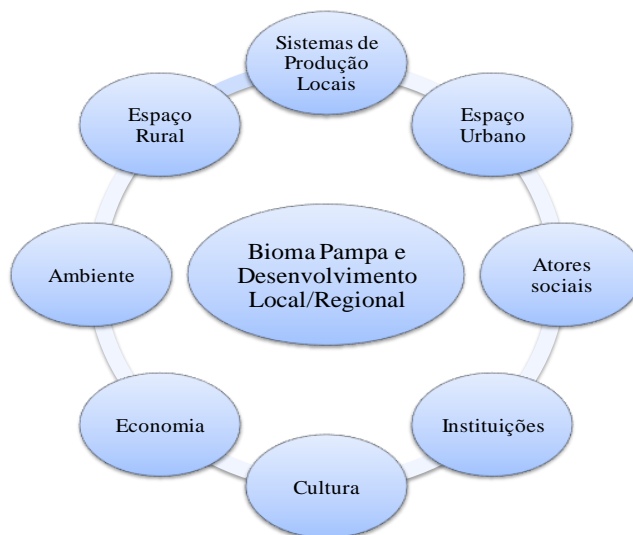 Sistemas de
Produção
Locais
Espaço
Rural
Espaço
Urbano
Ambiente
Bioma Pampa e
Desenvolvimento
Local/Regional
Atores
sociais
Economia
Instituições
Cultura